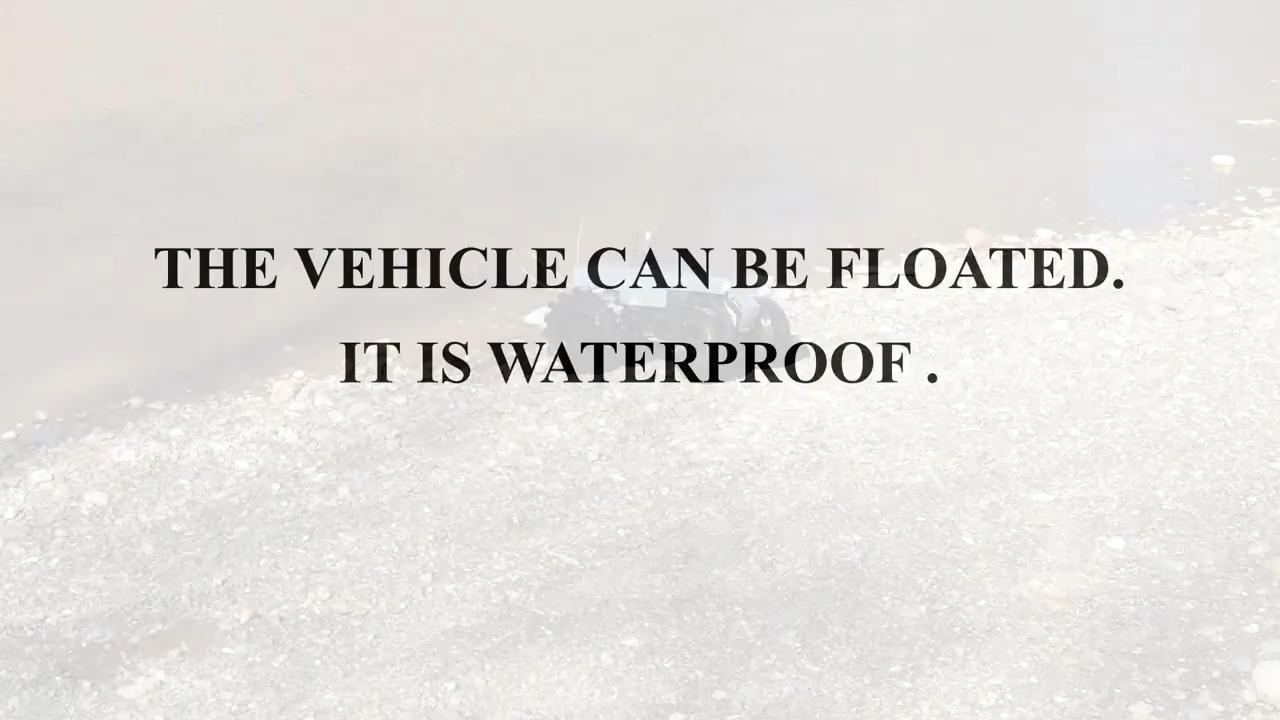 THE VEHICLE CAN BE FLOATED.
IT IS WATERPROOF .